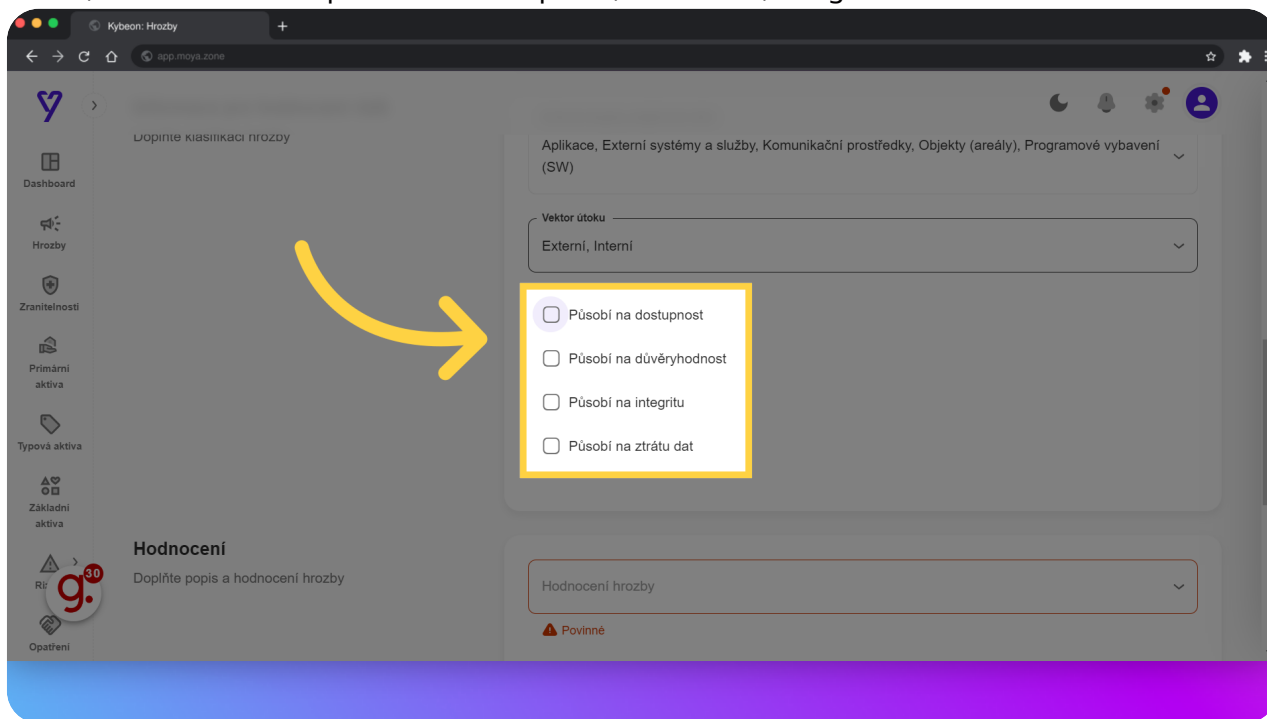 Kybeon: Hrozby
app.moya.zone
Dashboard
Hrozby
Zranitelnosti
Primární
aktiva
Typová aktiva
Základní
aktiva
30
g.
Opatření
Doplňte klasifikaci hrozby
Aplikace, Externí systémy a služby, Komunikační prostředky, Objekty (areály), Programové vybavení
(SW)
Vektor útoku
Externí, Interní
Působí na dostupnost
Působí na důvěryhodnost
Působí na integritu
Působí na ztrátu dat
Hodnocení
Doplňte popis a hodnocení hrozby
Hodnocení hrozby
Povinné